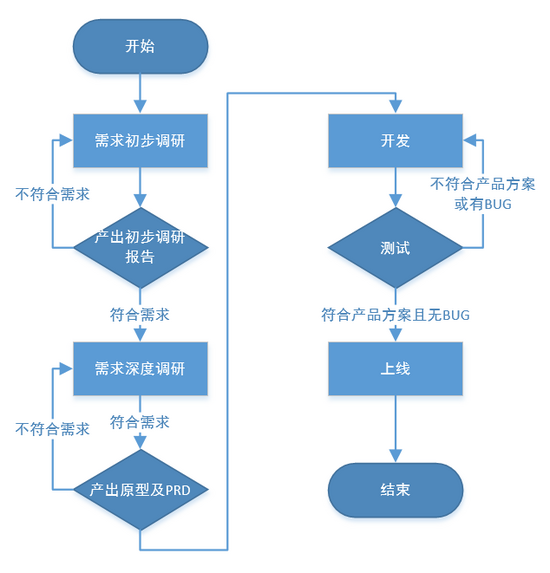 开始
需求初步调研
不符合需求
产出初步调研
报告
符合需求
需求深度调研
不符合需求
符合需求
产出原型及PRD
开发
不符合产品方案
或有BUG
测试
符合产品方案且无BUG
上线
结束